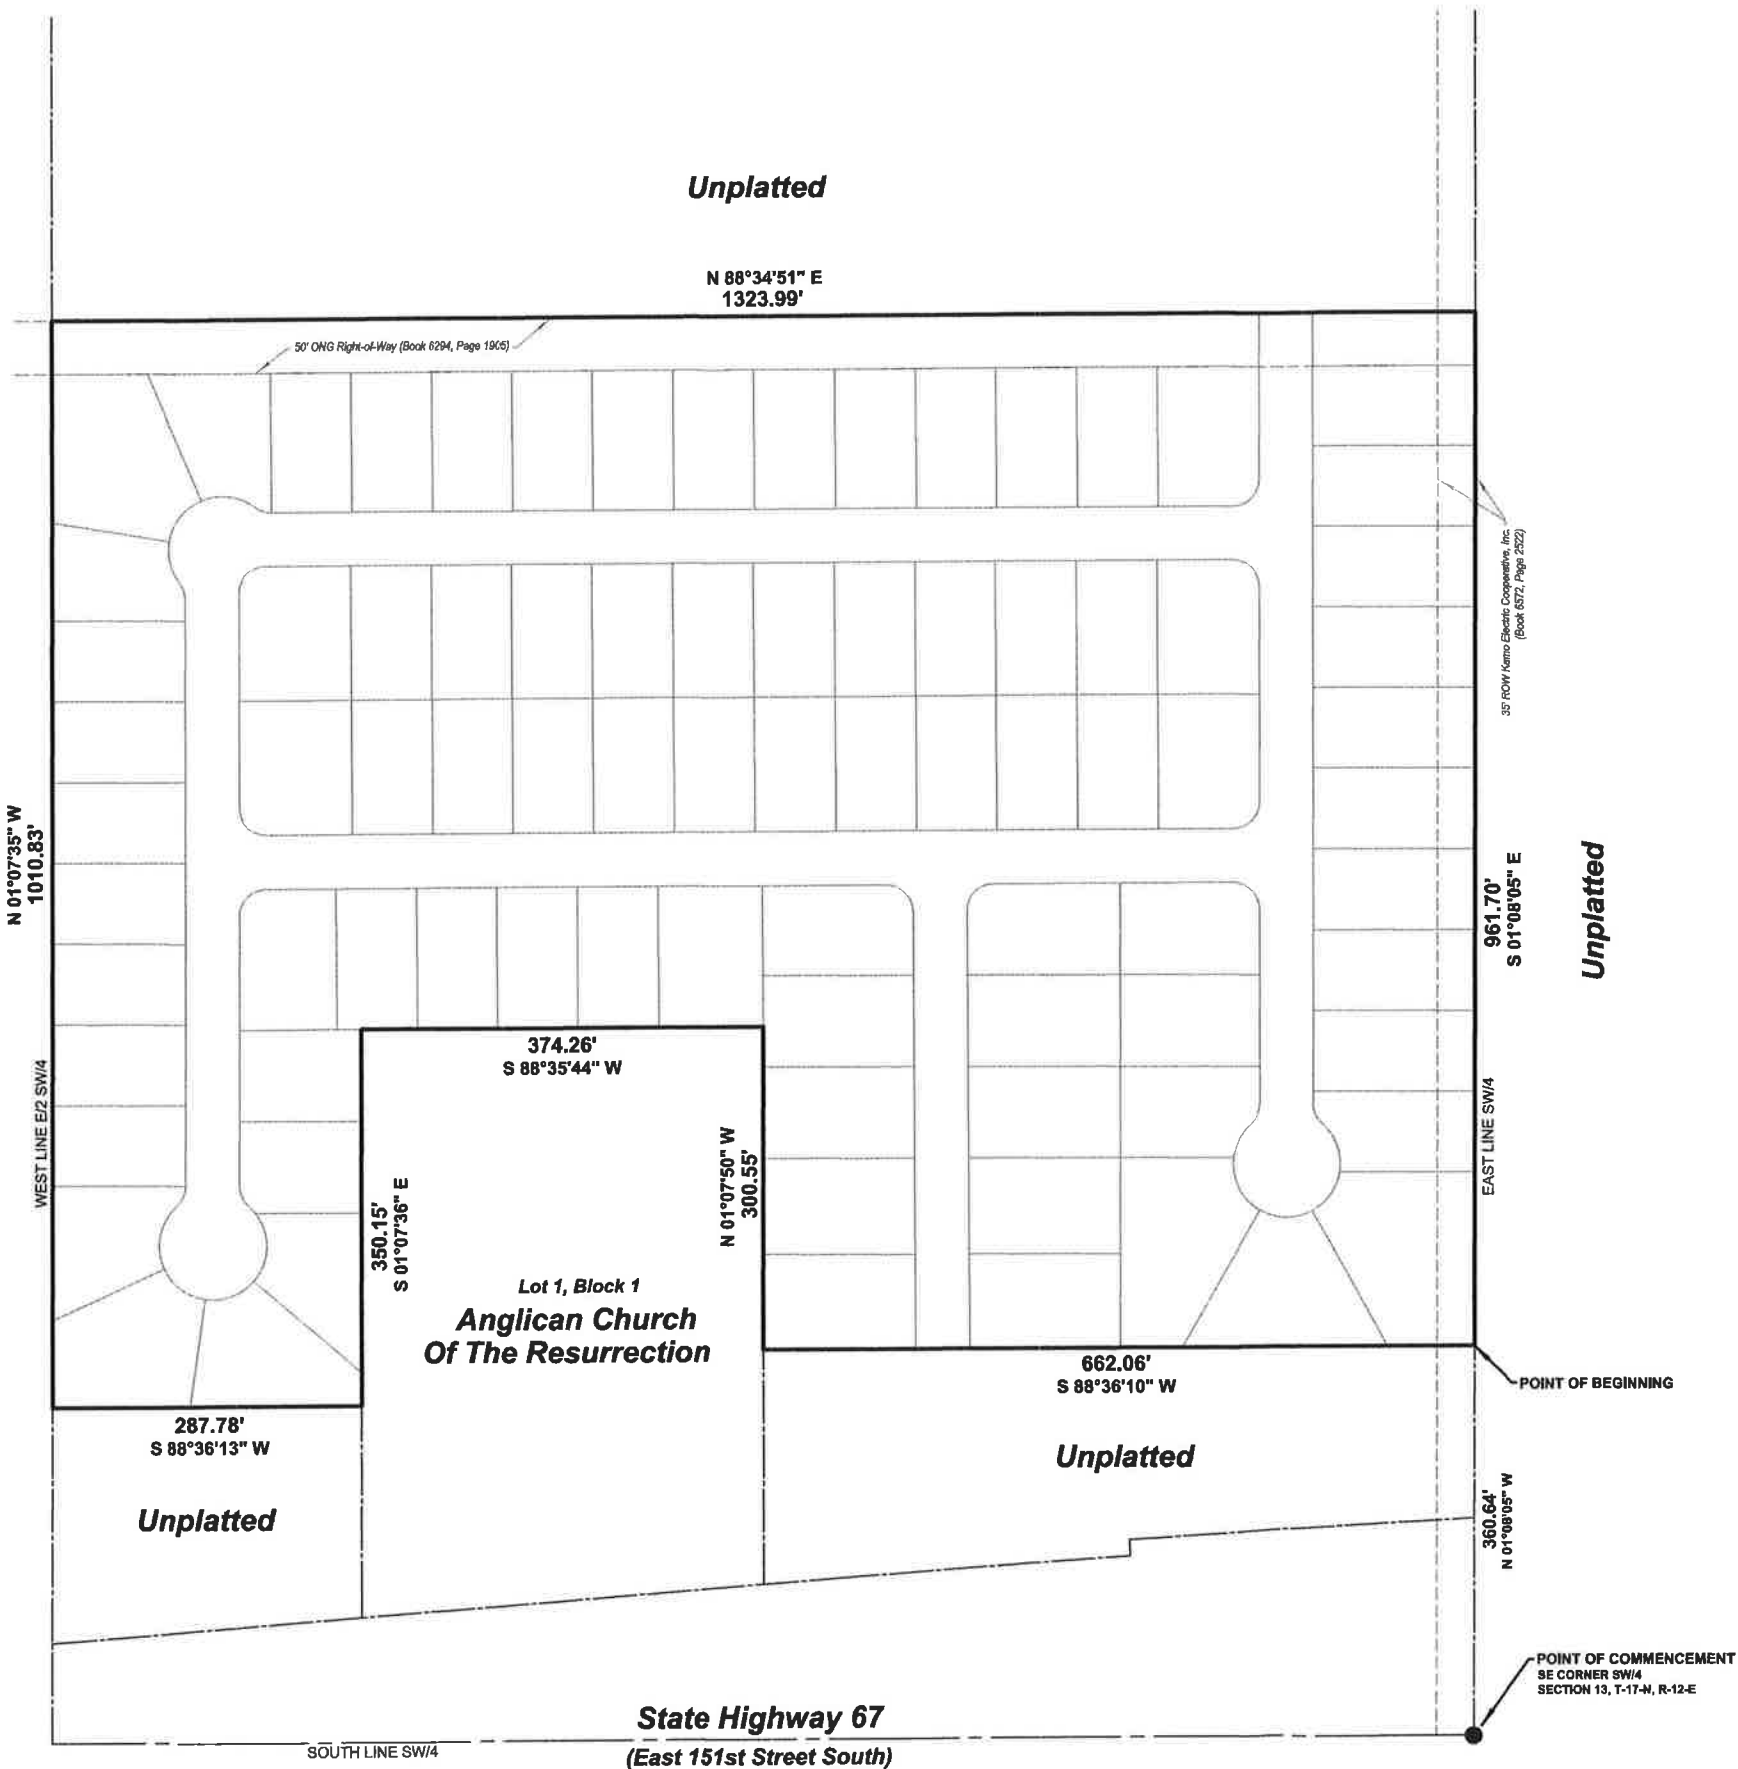 Unplatted
N 88°34'51" E
1323.99'
50' ONG Right-of-Way (Book 6294, Page 1905)
35' ROW Kamo Electric Cooperative, Inc.
(Book 6572, Page 2522)
N 01°07'35" W
1010.83'
961.70'
S 01°08'05" E
Unplatted
374.26'
S 88°35'44" W
WEST LINE E/2 SW/4
EAST LINE SW/4
350.15'
S 01°07'36" E
N 01°07'50" W
300.55'
Lot 1, Block 1
Anglican Church
Of The Resurrection
662.06'
S 88°36'10" W
POINT OF BEGINNING
287.78'
S 88°36'13" W
Unplatted
Unplatted
360.64'
N 01°08'05" W
POINT OF COMMENCEMENT
SE CORNER SW/4
SECTION 13, T-17-N, R-12-E
State Highway 67
SOUTH LINE SW/4
(East 151st Street South)